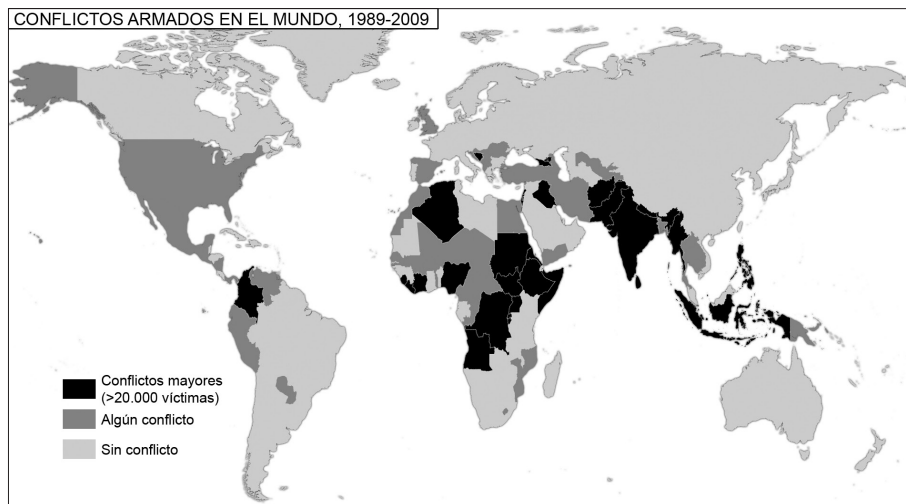 CONFLICTOS ARMADOS EN EL MUNDO, 1989-2009
Conflictos mayores
(>20.000 víctimas)
Algún conflicto
Sin conflicto